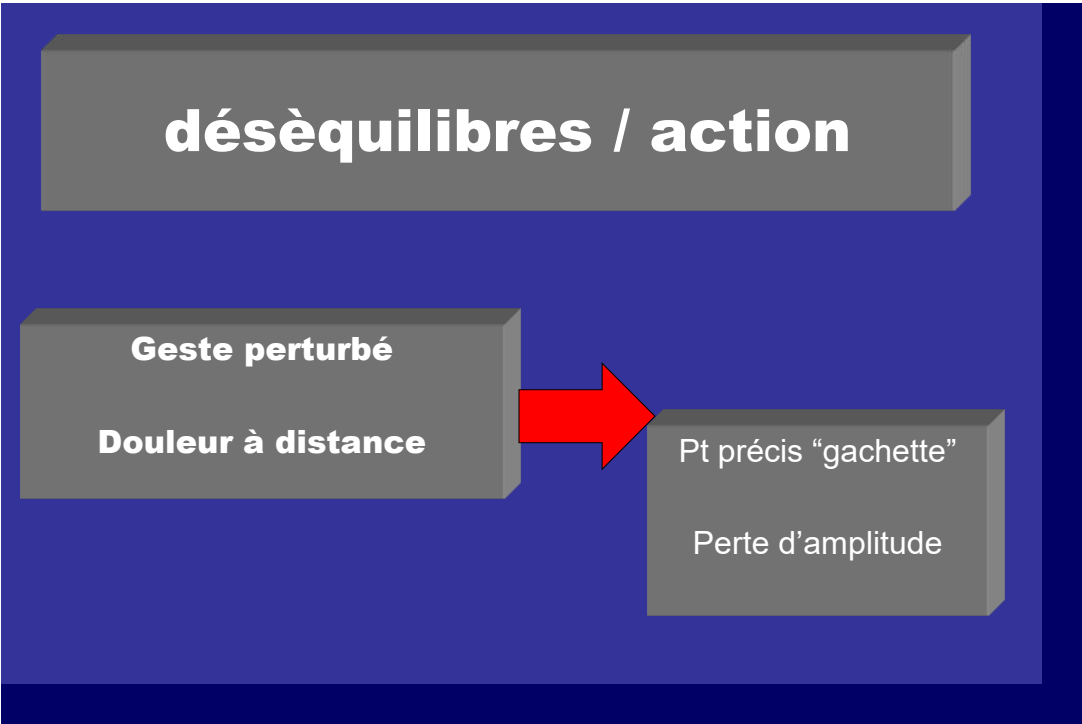 désèquilibres / action
Geste perturbé
Douleur à distance
Pt précis “gachette”
Perte d’amplitude